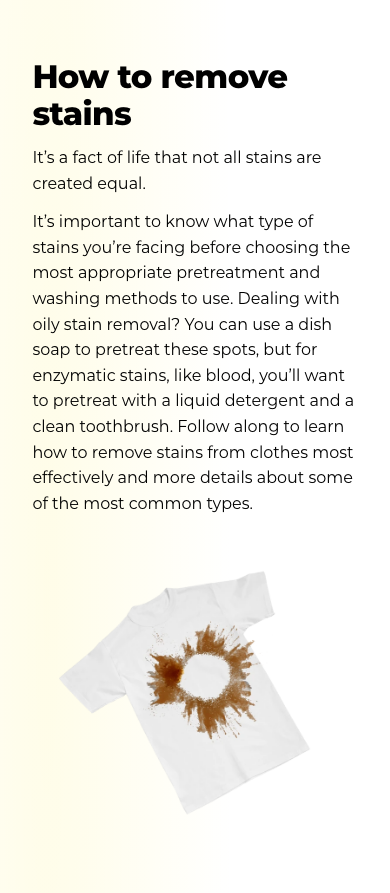 How to remove
stains
It’s a fact of life that not all stains are
created equal.
It’s important to know what type of
stains you’re facing before choosing the
most appropriate pretreatment and
washing methods to use. Dealing with
oily stain removal? You can use a dish
soap to pretreat these spots, but for
enzymatic stains, like blood, you’ll want
to pretreat with a liquid detergent and a
clean toothbrush. Follow along to learn
how to remove stains from clothes most
effectively and more details about some
of the most common types.